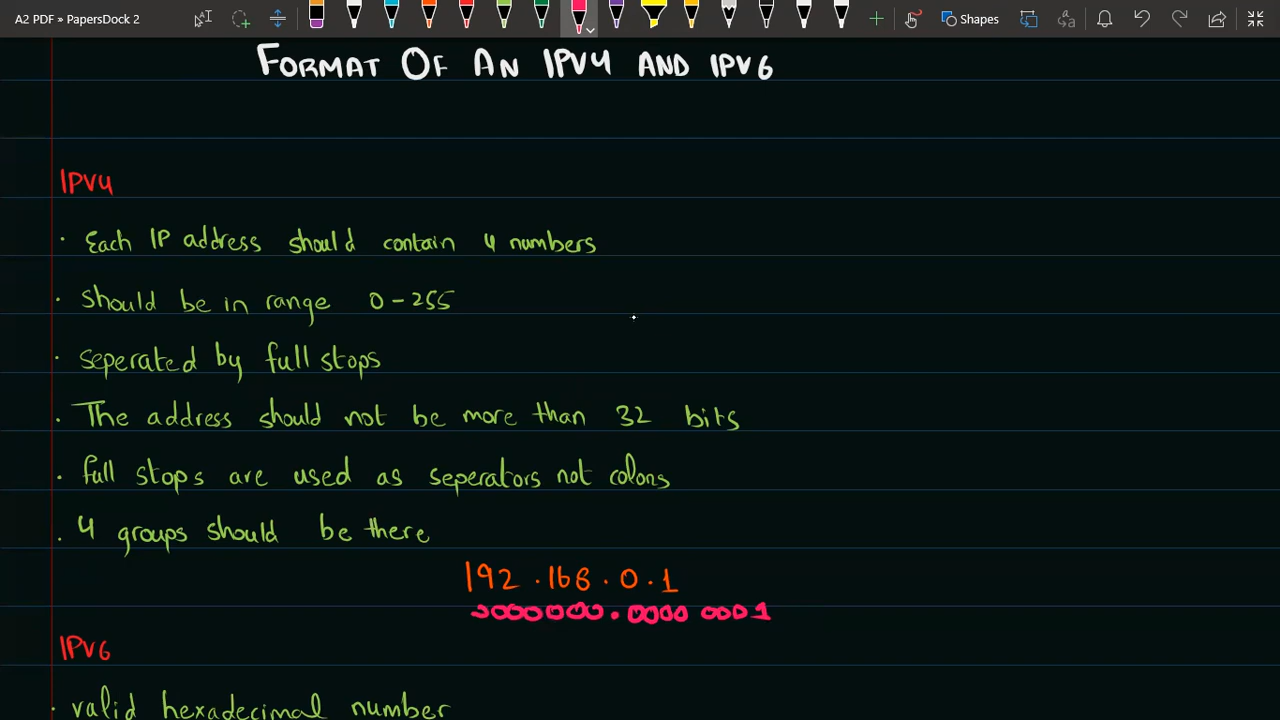 A2 PDF » PapersDock 2
Shapes
FORMAT OF AN IPV4 AND IPV6
IPV4
· Each IP address should contain 4 numbers
· Should be in range 0-255
· seperated by full stops
· The address should not be more than 32 bits
· full stops are used as seperators not colons
. 4 groups should be there
192.168.0.1
00000000.0000 0001
IPV6
· valid hexadecimal number